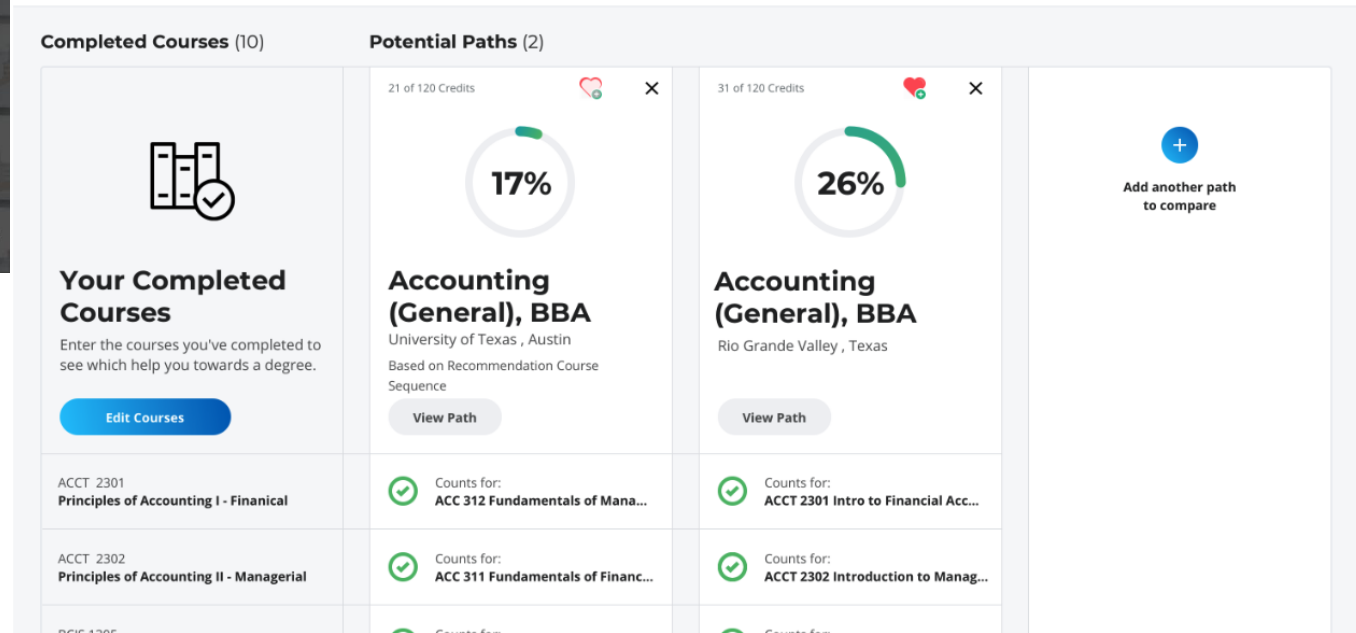 Completed Courses (10)
Potential Paths (2)
Your Completed
Courses
Enter the courses you've completed to
see which help you towards a degree.
Edit Courses
21 of 120 Credits
17%
Accounting
(General), BBA
University of Texas , Austin
Based on Recommendation Course
Sequence
View Path
31 of 120 Credits
26%
Accounting
(General), BBA
Rio Grande Valley , Texas
View Path
Add another path
to compare
ACCT 2301
Principles of Accounting I - Finanical
Counts for:
ACC 312 Fundamentals of Mana...
Counts for:
ACCT 2301 Intro to Financial Acc...
ACCT 2302
Principles of Accounting II - Managerial
Counts for:
ACC 311 Fundamentals of Financ...
Counts for:
ACCT 2302 Introduction to Manag...
Counts for:
Counts for: